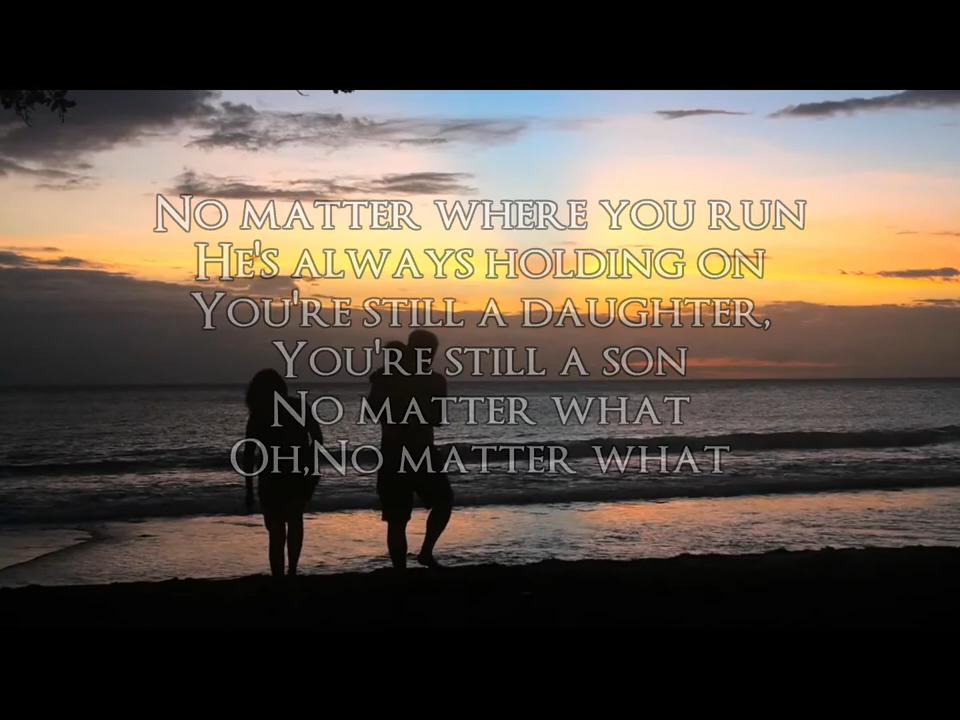 No matter where you run
He's always holding on
You're still a daughter,
You're still a son
No matter what
Oh,No matter what